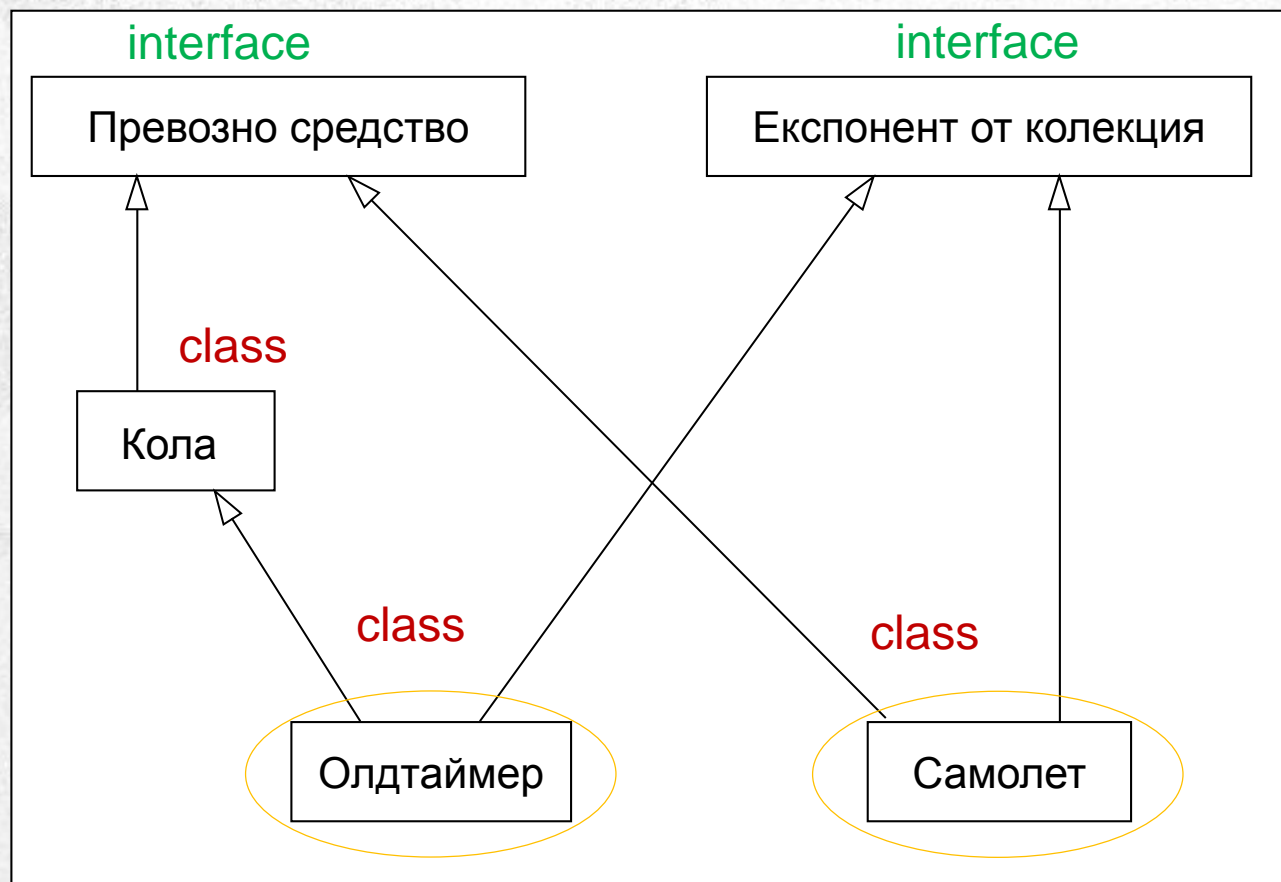 interface
interface
Превозно средство
Експонент от колекция
class
Кола
class
class
Олдтаймер
Самолет